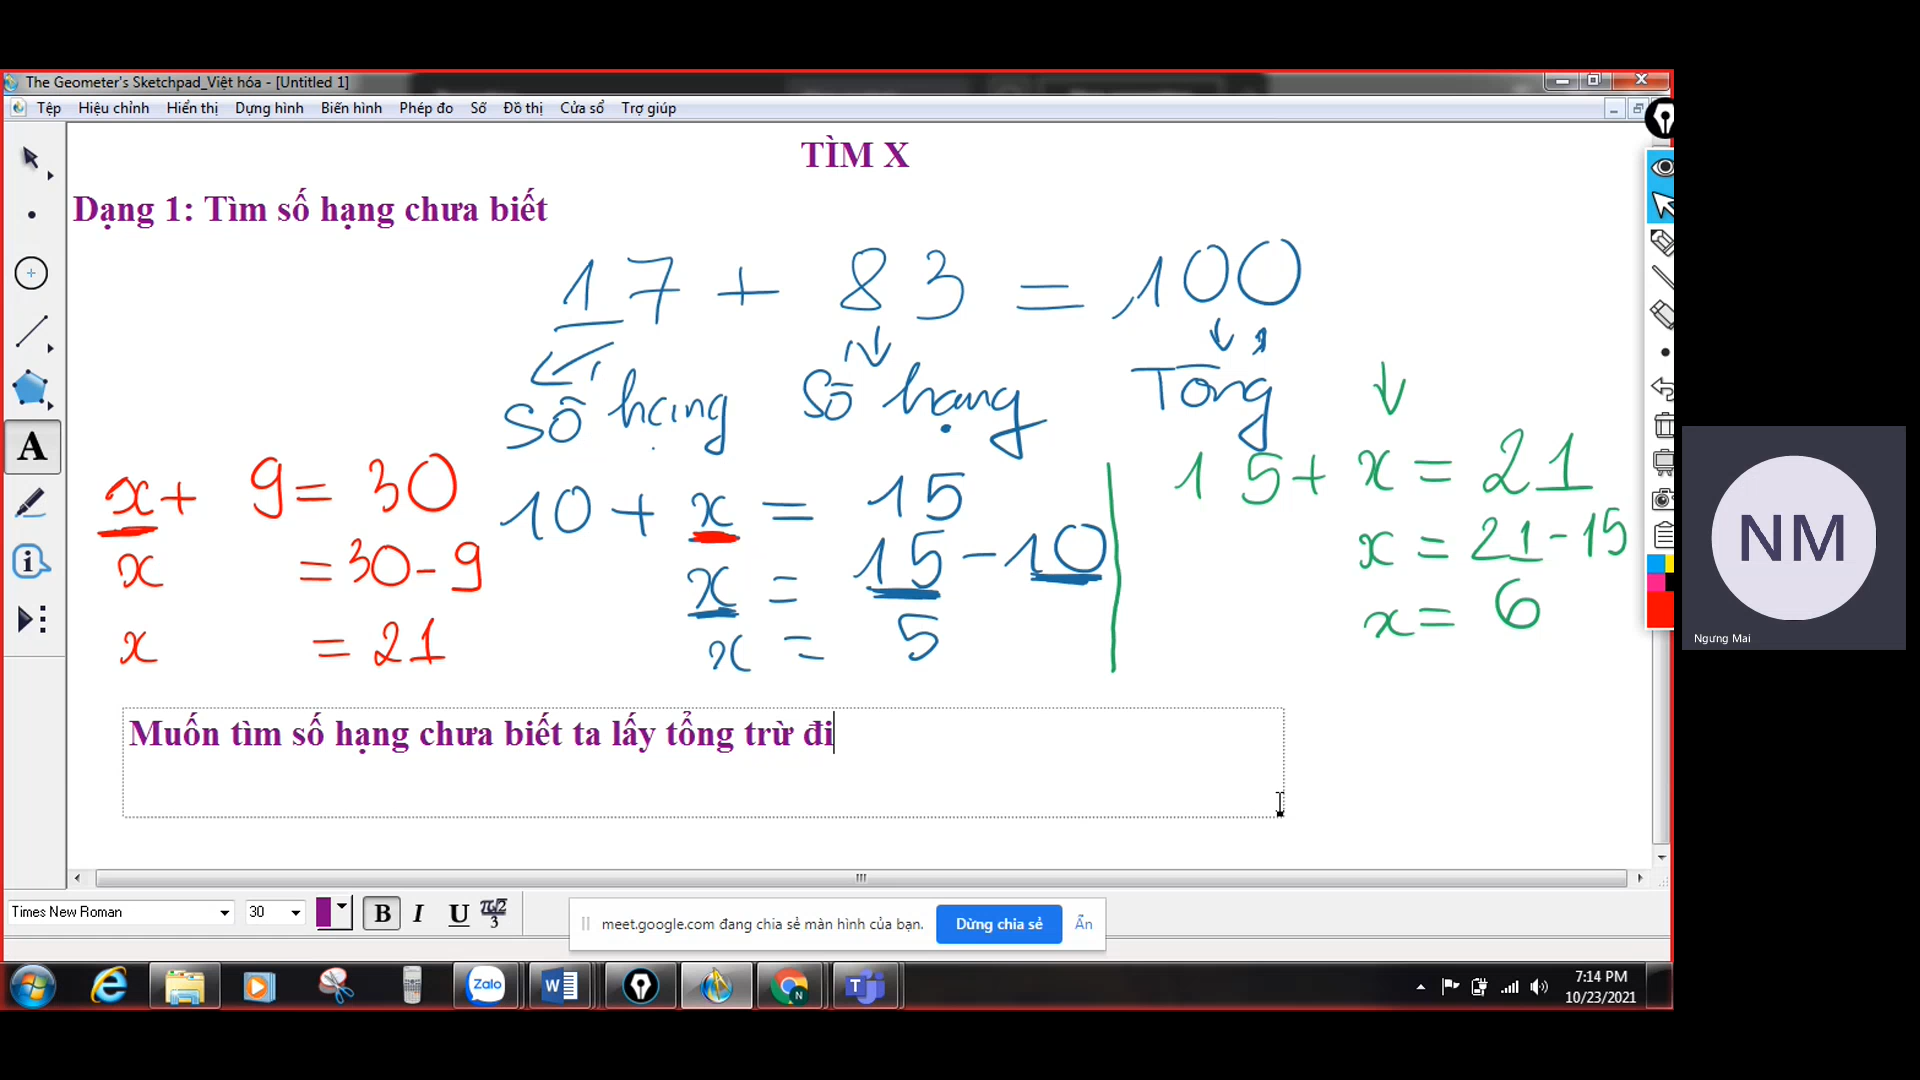 The Geometer's Sketchpad_Việt hóa - [Untitled 1]
Tệp Hiệu chỉnh Hiển thị Dựng hình Biến hình Phép đo Số Đồ thị Cửa sổ Trợ giúp
TÌM X
Dạng 1: Tìm số hạng chưa biết
17 + 83 = 100
Số hạng Số hạng Tổng
x + 9 = 30
x = 30 - 9
x = 21
10 + x = 15
x = 15 - 10
x = 5
15 + x = 21
x = 21 - 15
x = 6
Muốn tìm số hạng chưa biết ta lấy tổng trừ đi
NM
Ngưng Mai
Times New Roman 30 B I U
meet.google.com đang chia sẻ màn hình của bạn. Dừng chia sẻ Ẩn
Zalo
7:14 PM
10/23/2021